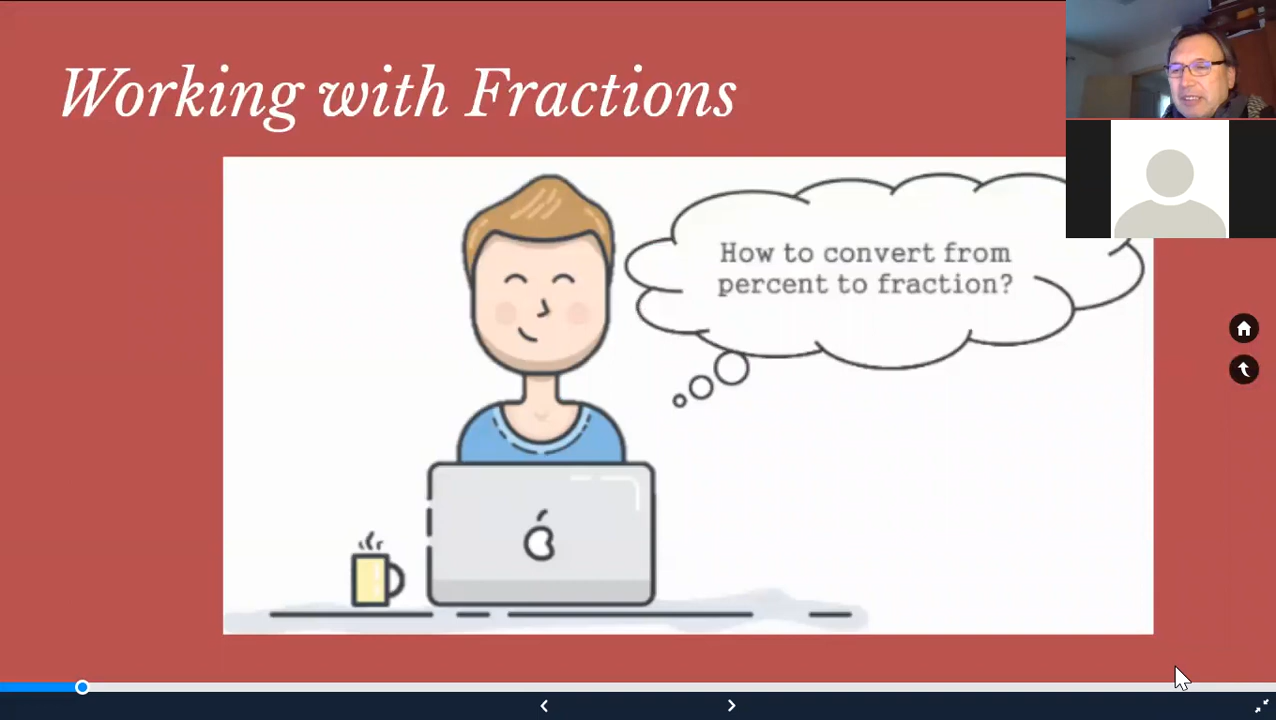 Working with Fractions
How to convert from
percent to fraction?